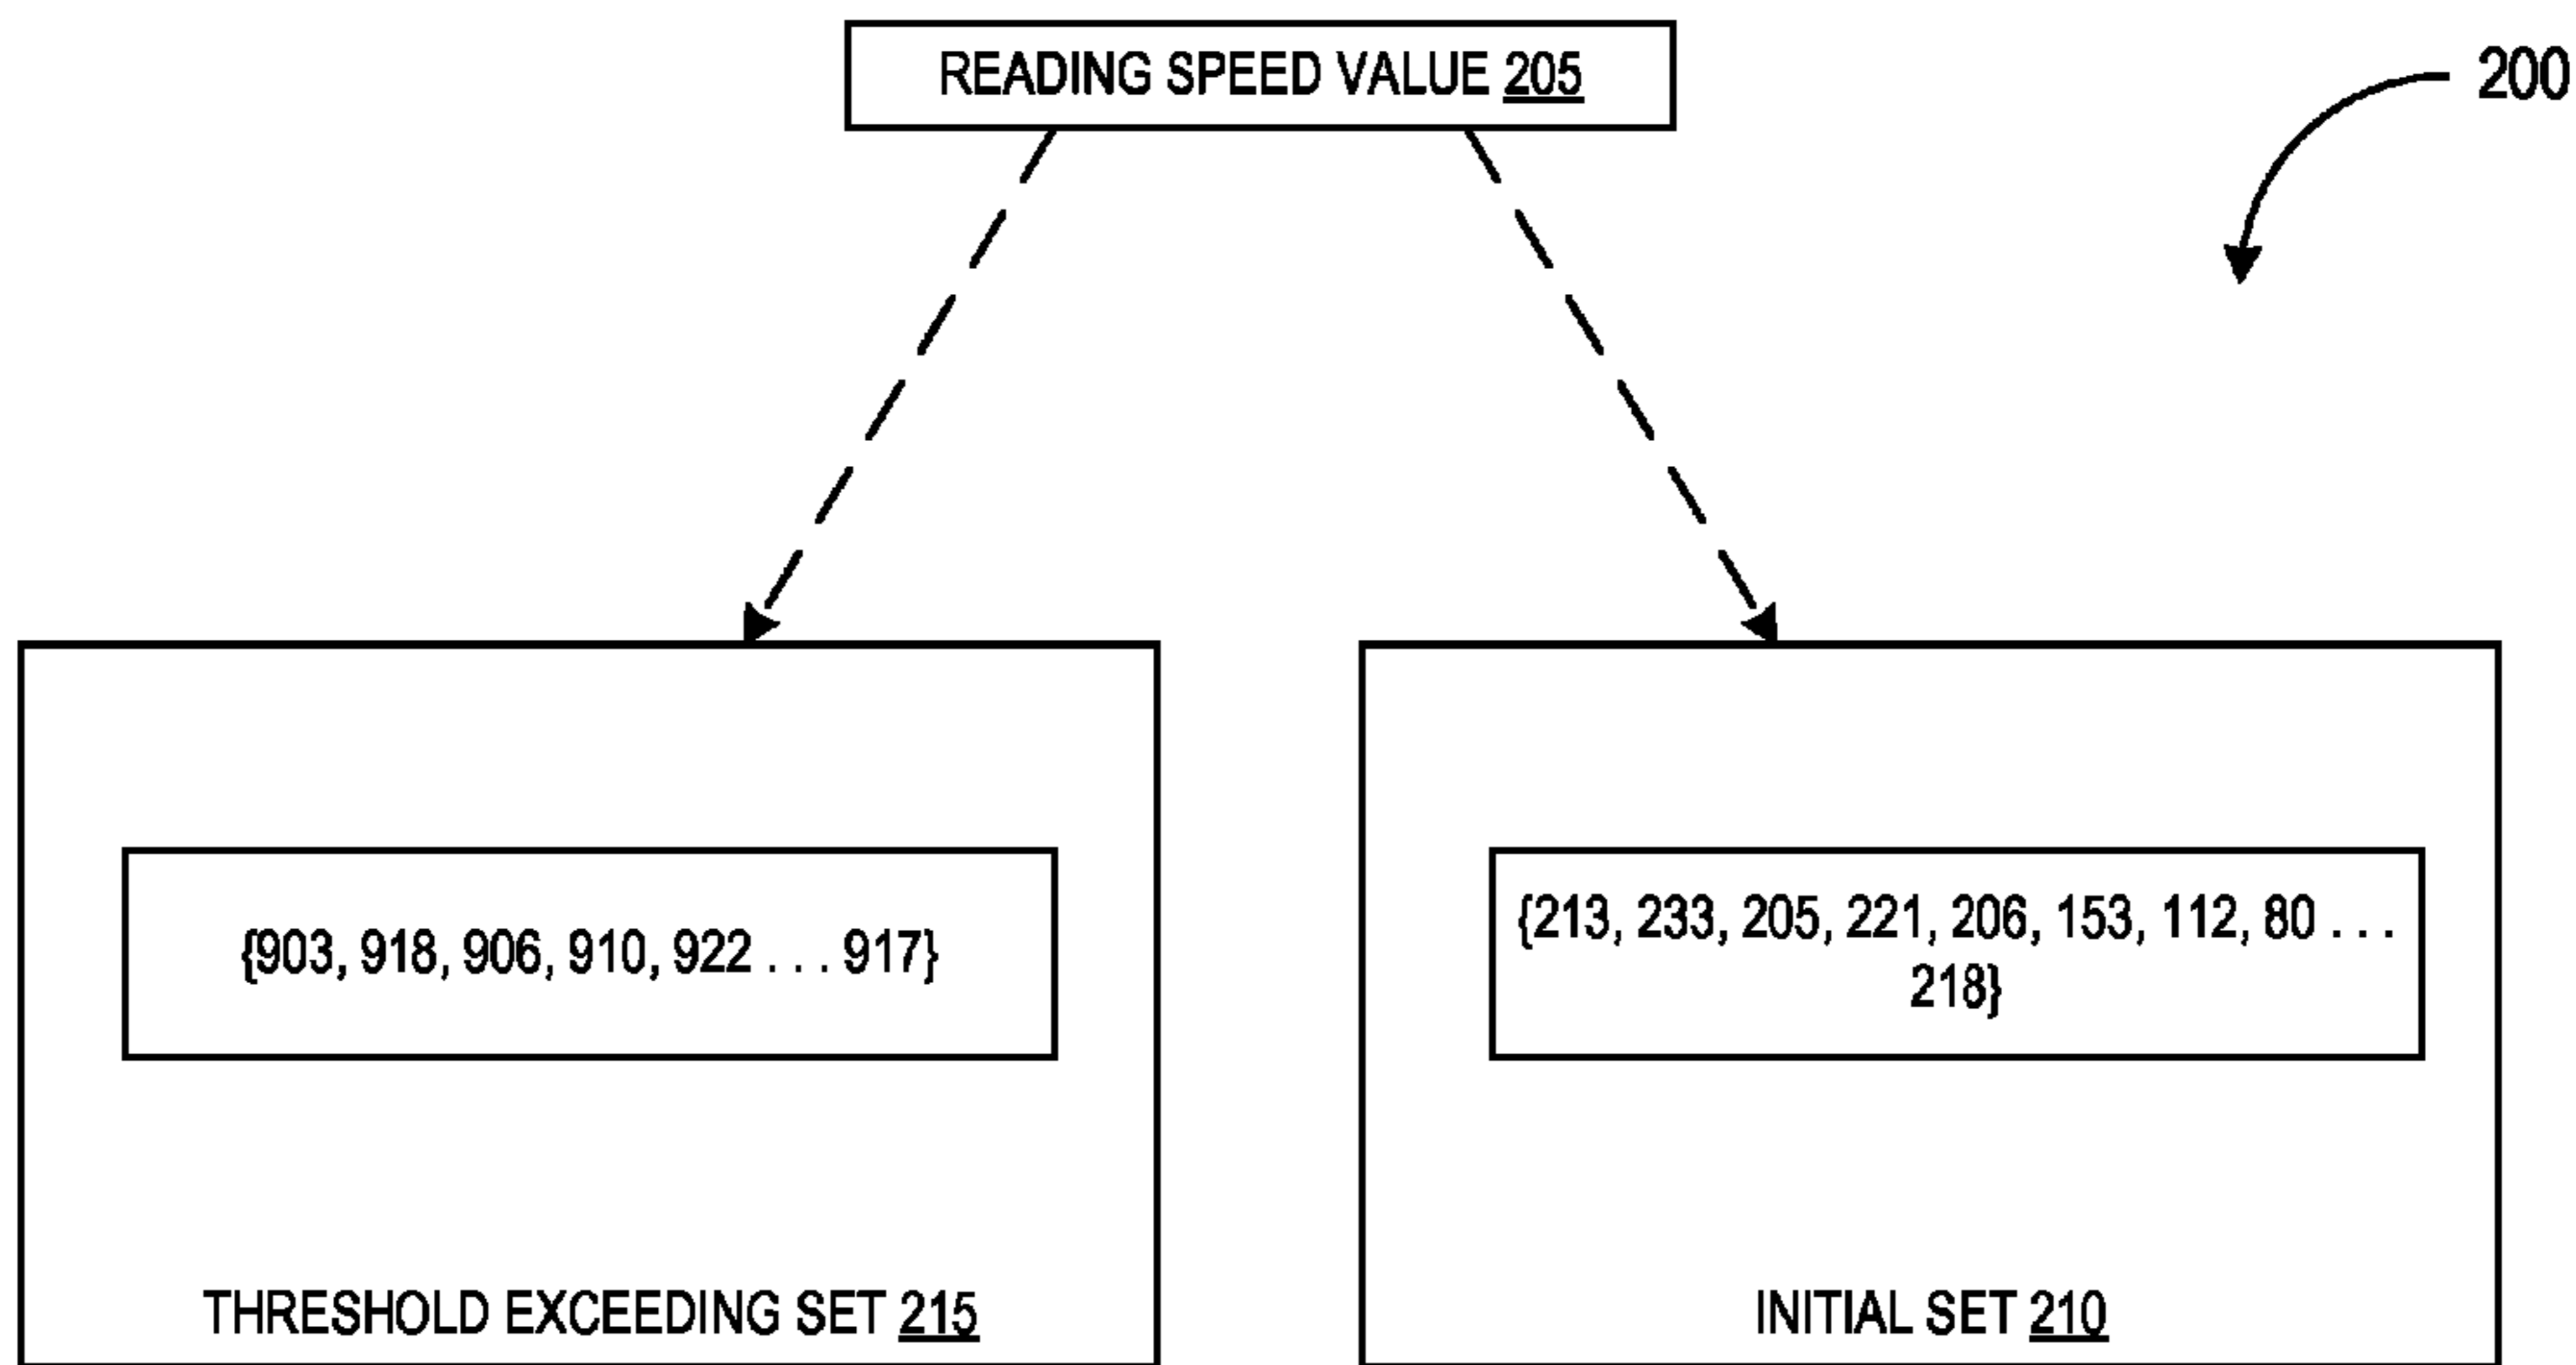 READING SPEED VALUE 205
200
{903, 918, 906, 910, 922 . . . 917}
{213, 233, 205, 221, 206, 153, 112, 80 . . .
218}
THRESHOLD EXCEEDING SET 215
INITIAL SET 210